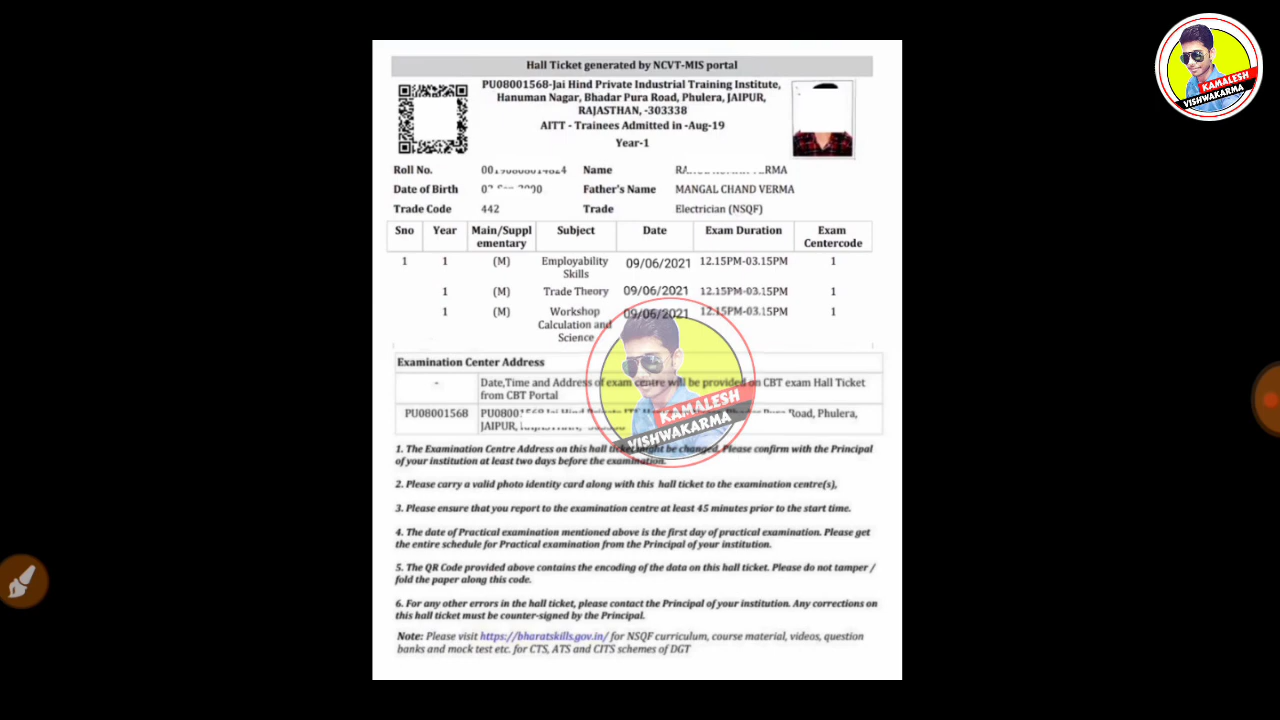 Hall Ticket generated by NCVT-MIS portal
PU08001568-Jai Hind Private Industrial Training Institute,
Hanuman Nagar, Bhadar Pura Road, Phulera, JAIPUR,
RAJASTHAN, -303338
AITT - Trainees Admitted in -Aug-19
Year-1
Roll No. Name
Date of Birth Father's Name MANGAL CHAND VERMA
Trade Code 442 Trade Electrician (NSQF)
Sno Year Main/Suppl Subject Date Exam Duration Exam
ementary Centercode
1 1 (M) Employability 09/06/2021 12.15PM-03.15PM 1
Skills
1 (M) Trade Theory 09/06/2021 12.15PM-03.15PM 1
1 (M) Workshop 09/06/2021 12.15PM-03.15PM 1
Calculation and
Science
Examination Center Address
- Date,Time and Address of exam centre will be provided on CBT exam Hall Ticket
from CBT Portal
PU08001568 Road, Phulera,
JAIPUR,
1. The Examination Centre Address on this hall ticket might be changed. Please confirm with the Principal
of your institution at least two days before the examination.
2. Please carry a valid photo identity card along with this hall ticket to the examination centre(s),
3. Please ensure that you report to the examination centre at least 45 minutes prior to the start time.
4. The date of Practical examination mentioned above is the first day of practical examination. Please get
the entire schedule for Practical examination from the Principal of your institution.
5. The QR Code provided above contains the encoding of the data on this hall ticket. Please do not tamper /
fold the paper along this code.
6. For any other errors in the hall ticket, please contact the Principal of your institution. Any corrections on
this hall ticket must be counter-signed by the Principal.
Note: Please visit https://bharatskills.gov.in/ for NSQF curriculum, course material, videos, question
banks and mock test etc. for CTS, ATS and CITS schemes of DGT
KAMALESH
VISHWAKARMA
KAMALESH
VISHWAKARMA